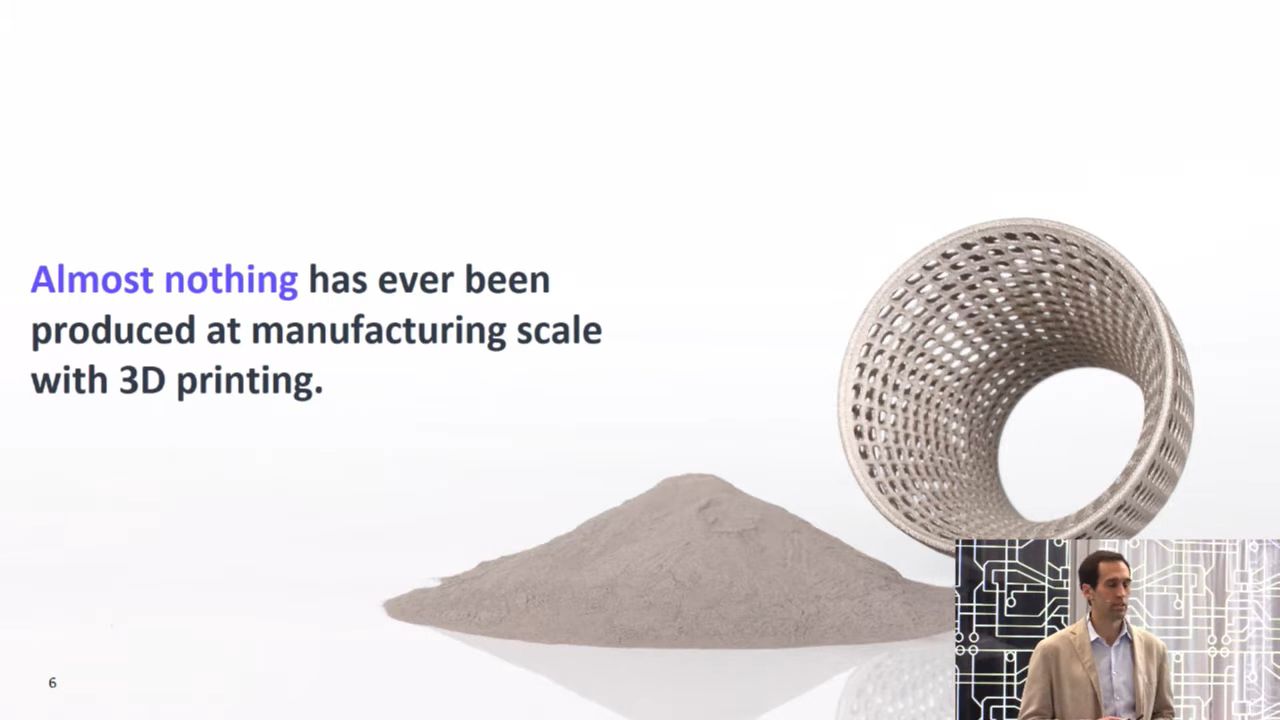 Almost nothing has ever been
produced at manufacturing scale
with 3D printing.
6